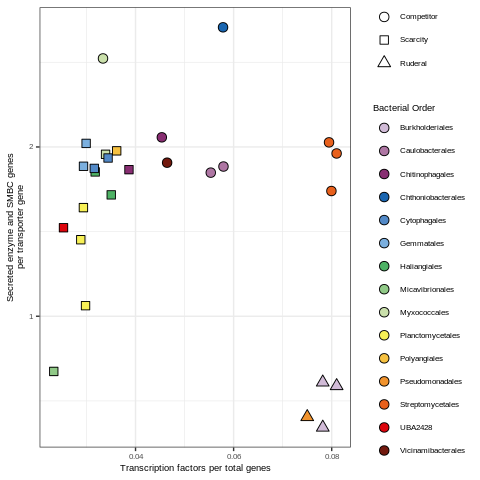 Competitor
Scarcity
Ruderal
Bacterial Order
Burkholderiales
Caulobacterales
Chitinophagales
Chthoniobacterales
Cytophagales
Gemmatales
Haliangiales
Micavibrionales
Myxococcales
Planctomycetales
Polyangiales
Pseudomonadales
Streptomycetales
UBA2428
Vicinamibacterales
Secreted enzyme and SMBC genes
per transporter gene
2
1
0.04
0.06
0.08
Transcription factors per total genes